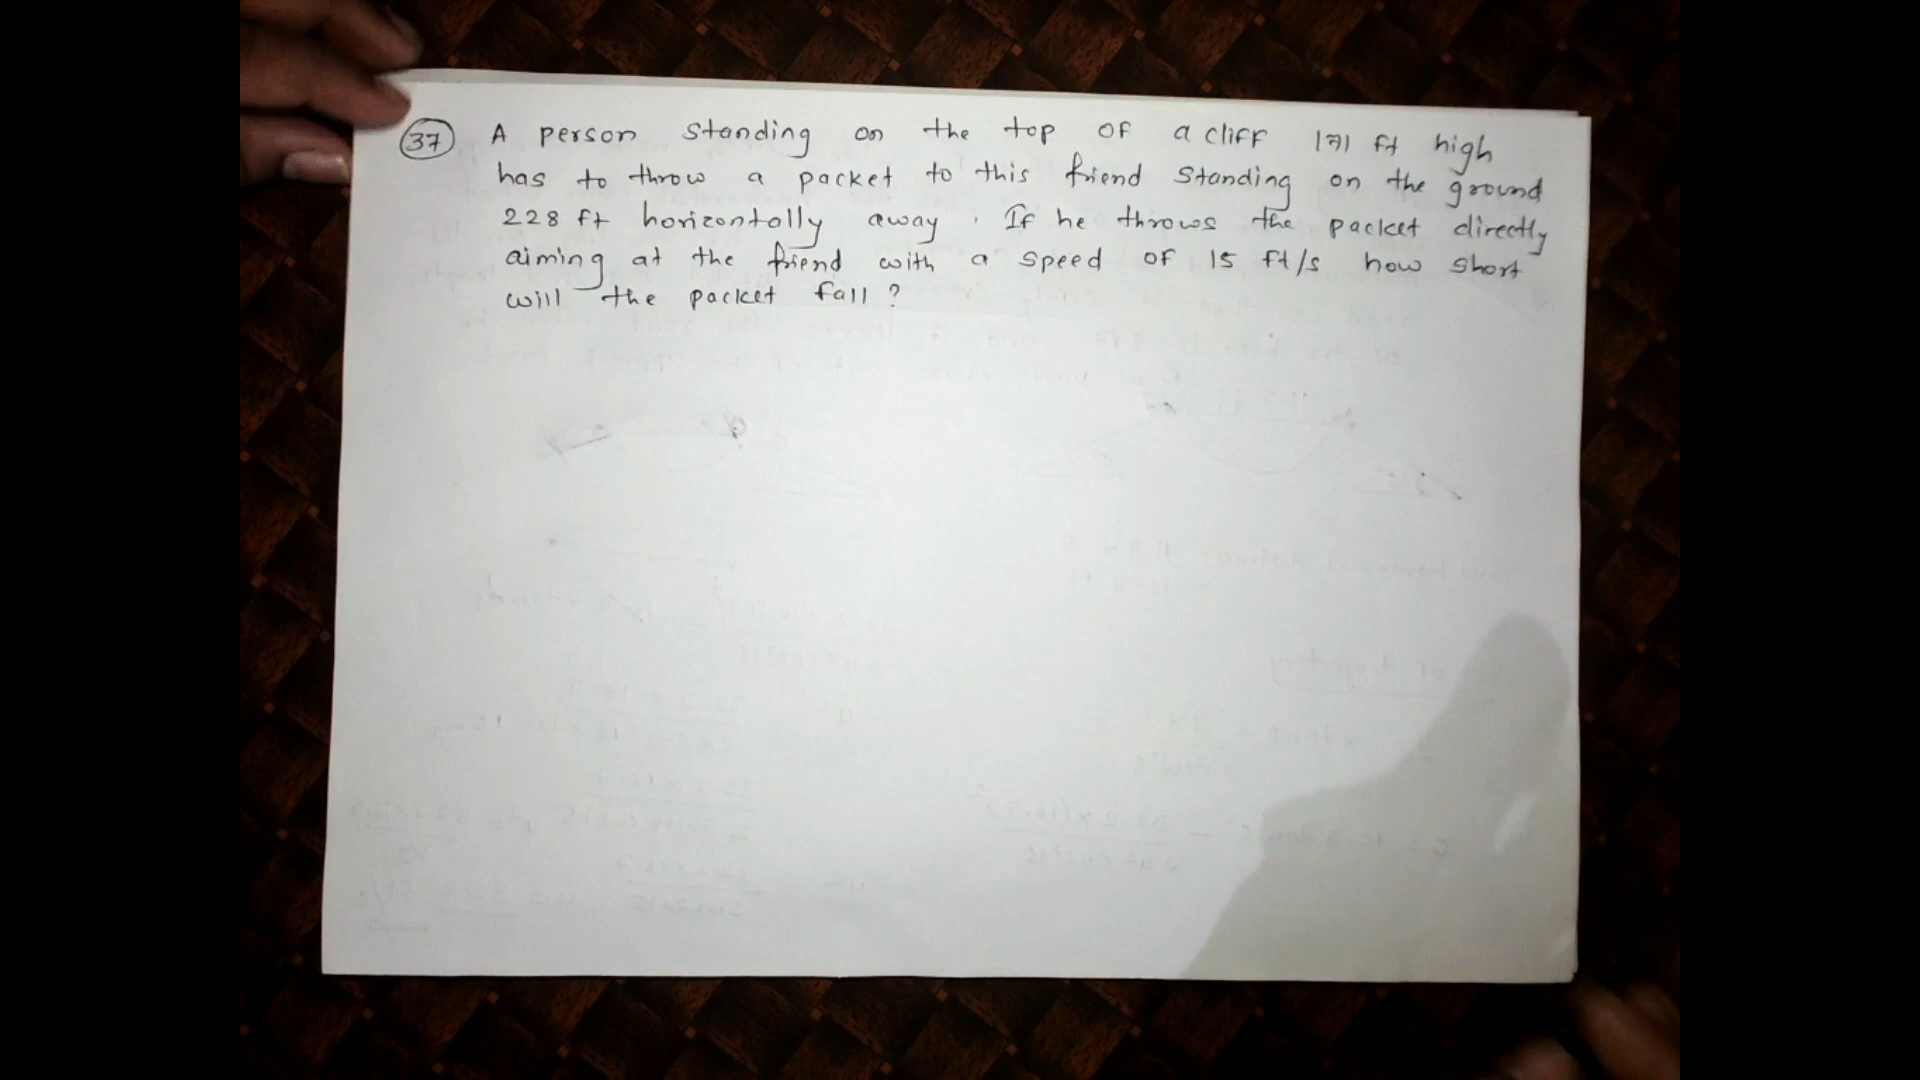 37 A person standing on the top of a cliff 171 ft high
has to throw a packet to this friend standing on the ground
228 ft horizontally away. If he throws the packet directly
aiming at the friend with a speed of 15 ft/s how short
will the packet fall?